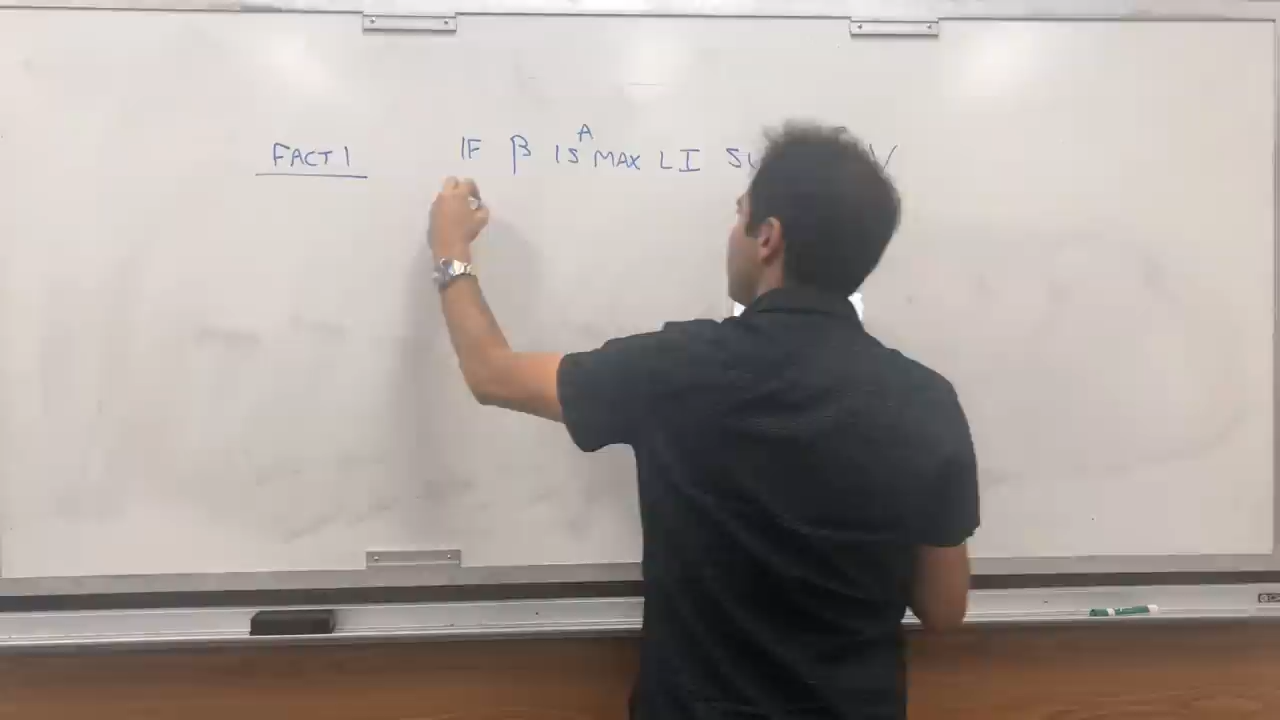 FACT 1 IF β IS A MAX LI V